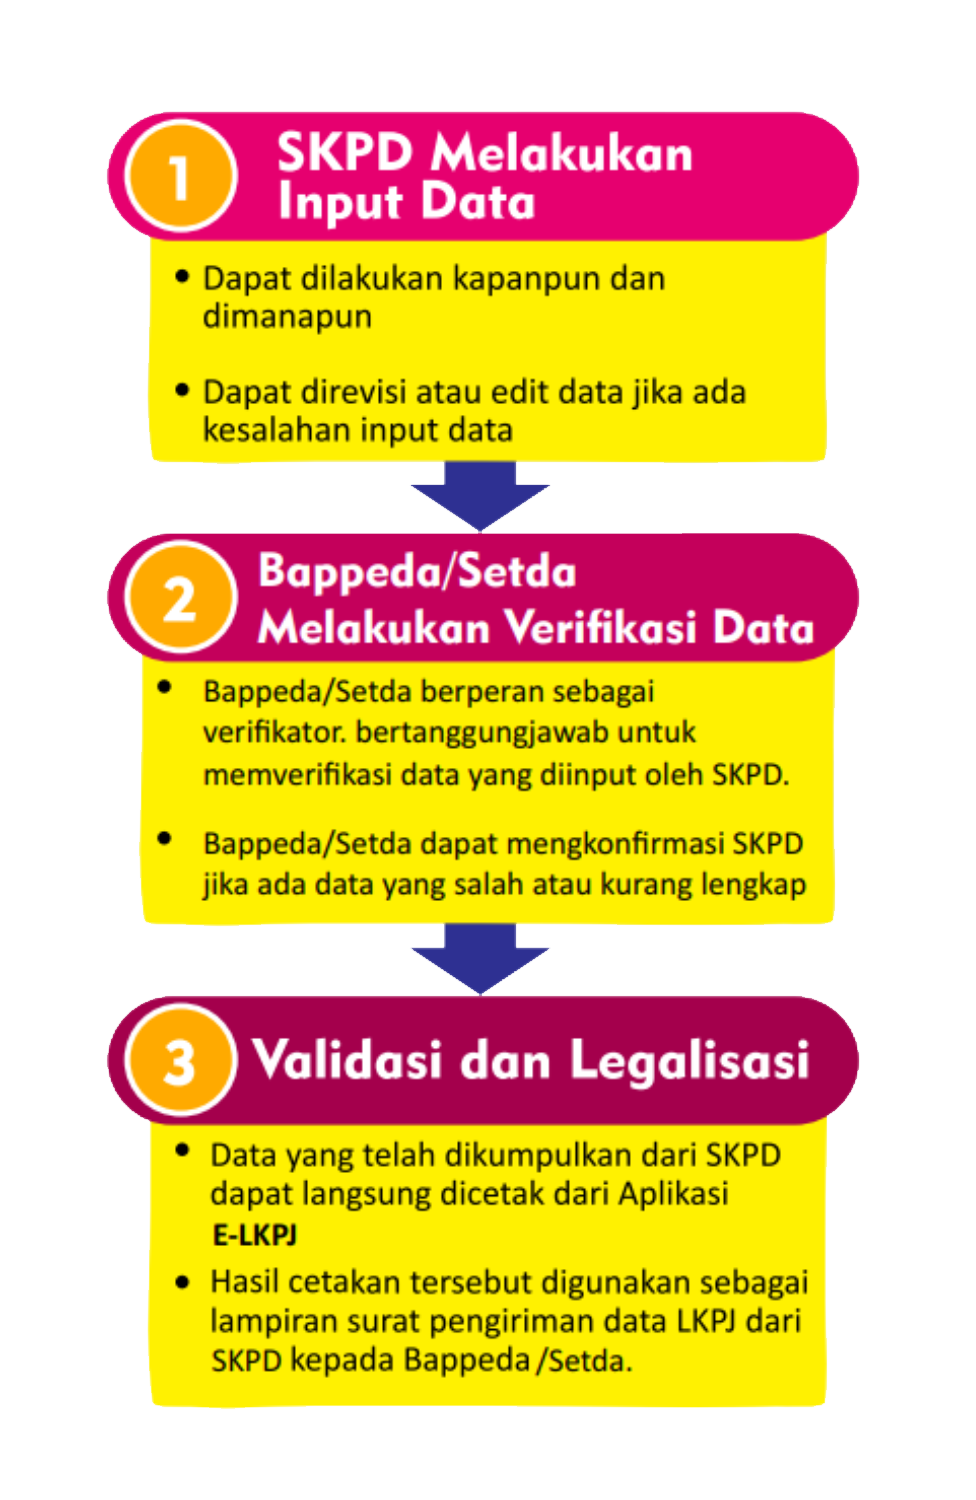 1
SKPD Melakukan
Input Data
• Dapat dilakukan kapanpun dan
dimanapun
• Dapat direvisi atau edit data jika ada
kesalahan input data
2
Bappeda/Setda
Melakukan Verifikasi Data
• Bappeda/Setda berperan sebagai
verifikator. bertanggungjawab untuk
memverifikasi data yang diinput oleh SKPD.
• Bappeda/Setda dapat mengkonfirmasi SKPD
jika ada data yang salah atau kurang lengkap
3
Validasi dan Legalisasi
• Data yang telah dikumpulkan dari SKPD
dapat langsung dicetak dari Aplikasi
E-LKPJ
• Hasil cetakan tersebut digunakan sebagai
lampiran surat pengiriman data LKPJ dari
SKPD kepada Bappeda/Setda.